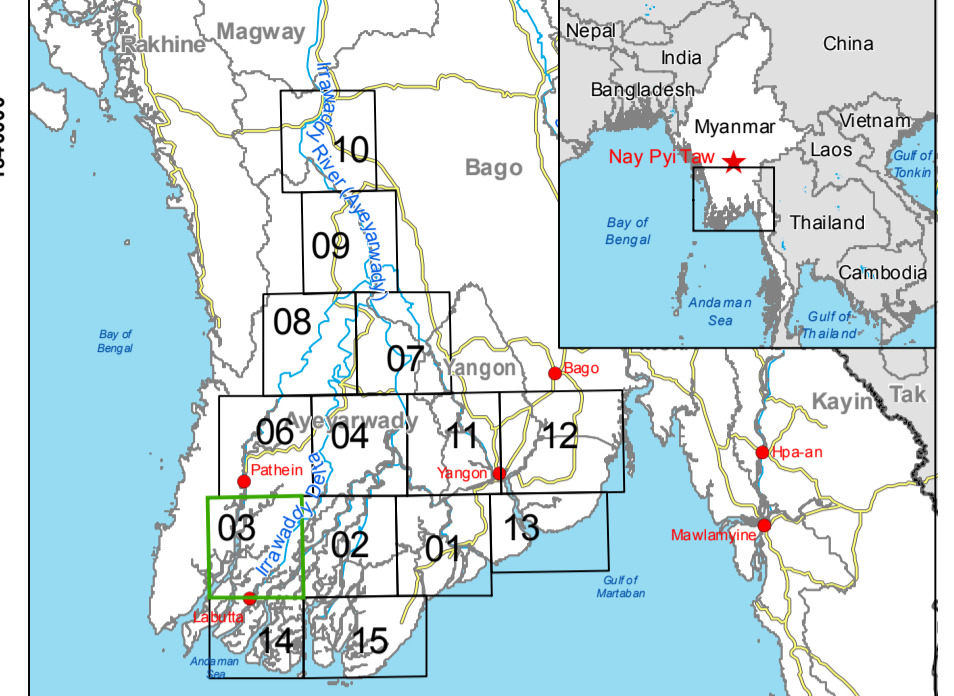 Rakhine
Magway
Irrawaddy River (Ayeyarwady)
10
Bago
09
08
07
Bay of
Bengal
Yangon
Bago
Ayeyarwady
06
04
11
12
Pathein
Yangon
Irrawaddy Delta
03
02
01
13
Labutta
14
15
Andaman
Sea
Gulf of
Martaban
Kayin
Tak
Hpa-an
Mawlamyine
Nepal
India
China
Bangladesh
Myanmar
Vietnam
Nay Pyi Taw
Laos
Gulf of
Tonkin
Bay of
Bengal
Thailand
Cambodia
Andaman
Sea
Gulf of
Thailand